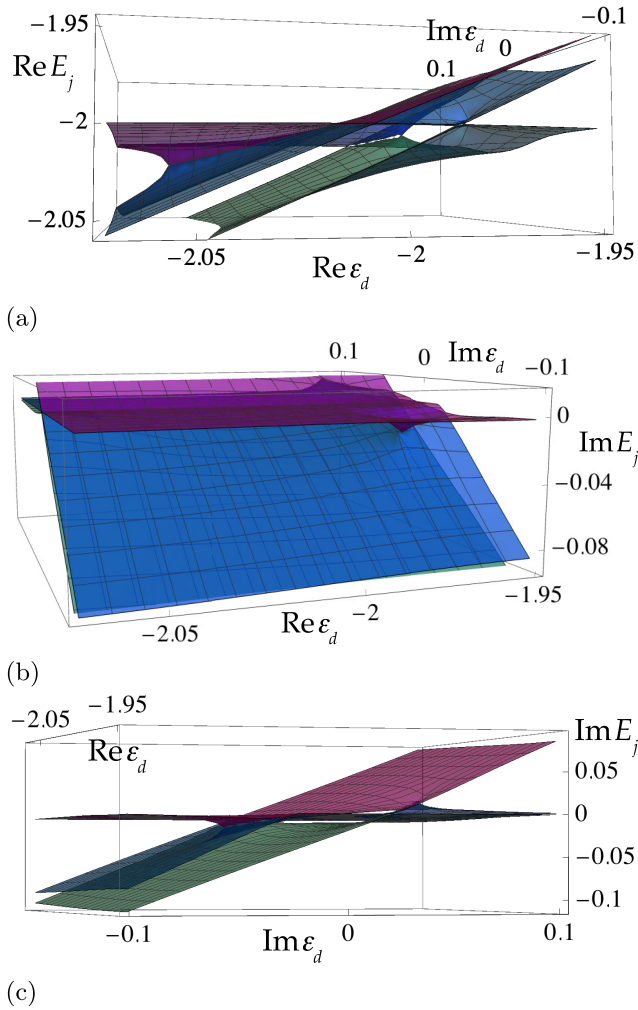 −1.95
−0.1
Im ε_d
0
Re E_j
0.1
−2
−2.05
−2.05
−2
−1.95
Re ε_d
(a)
0.1
0
Im ε_d
−0.1
0
Im E_j
−0.04
−0.08
−2.05
Re ε_d
−2
−1.95
(b)
−2.05
−1.95
Im E_j
Re ε_d
0.05
0
−0.05
−0.1
−0.1
Im ε_d
0
0.1
(c)